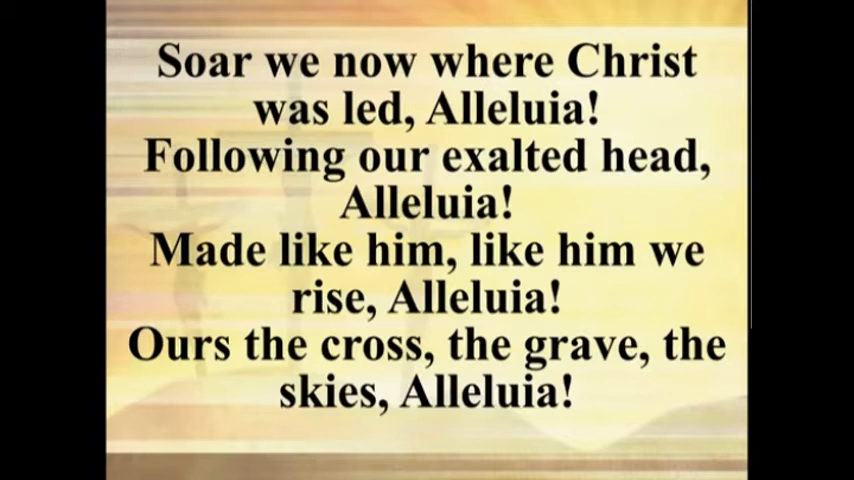 Soar we now where Christ
was led, Alleluia!
Following our exalted head,
Alleluia!
Made like him, like him we
rise, Alleluia!
Ours the cross, the grave, the
skies, Alleluia!